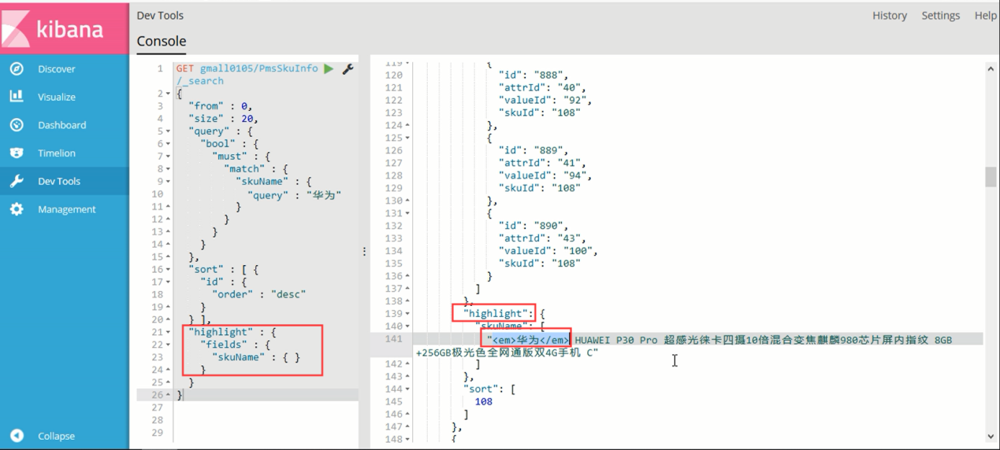 kibana
Discover
Visualize
Dashboard
Timelion
Dev Tools
Management
Collapse
Dev Tools
History Settings Help
Console
1 GET gmall0105/PmsSkuInfo
/_search
2 {
3 "from" : 0,
4 "size" : 20,
5 "query" : {
6 "bool" : {
7 "must" : {
8 "match" : {
9 "skuName" : {
10 "query" : "华为"
11 }
12 }
13 }
14 }
15 },
16 "sort" : [ {
17 "id" : {
18 "order" : "desc"
19 }
20 } ],
21 "highlight" : {
22 "fields" : {
23 "skuName" : { }
24 }
25 }
26 }
27
28
29
119 {
120 "id": "888",
121 "attrId": "40",
122 "valueId": "92",
123 "skuId": "108"
124 },
125 {
126 "id": "889",
127 "attrId": "41",
128 "valueId": "94",
129 "skuId": "108"
130 },
131 {
132 "id": "890",
133 "attrId": "43",
134 "valueId": "100",
135 "skuId": "108"
136 }
137 ]
138 },
139 "highlight": {
140 "skuName": [
141 "<em>华为</em> HUAWEI P30 Pro 超感光徕卡四摄10倍混合变焦麒麟980芯片屏内指纹 8GB
+256GB极光色全网通版双4G手机 C"
142 ]
143 },
144 "sort": [
145 108
146 ]
147 },
148 {